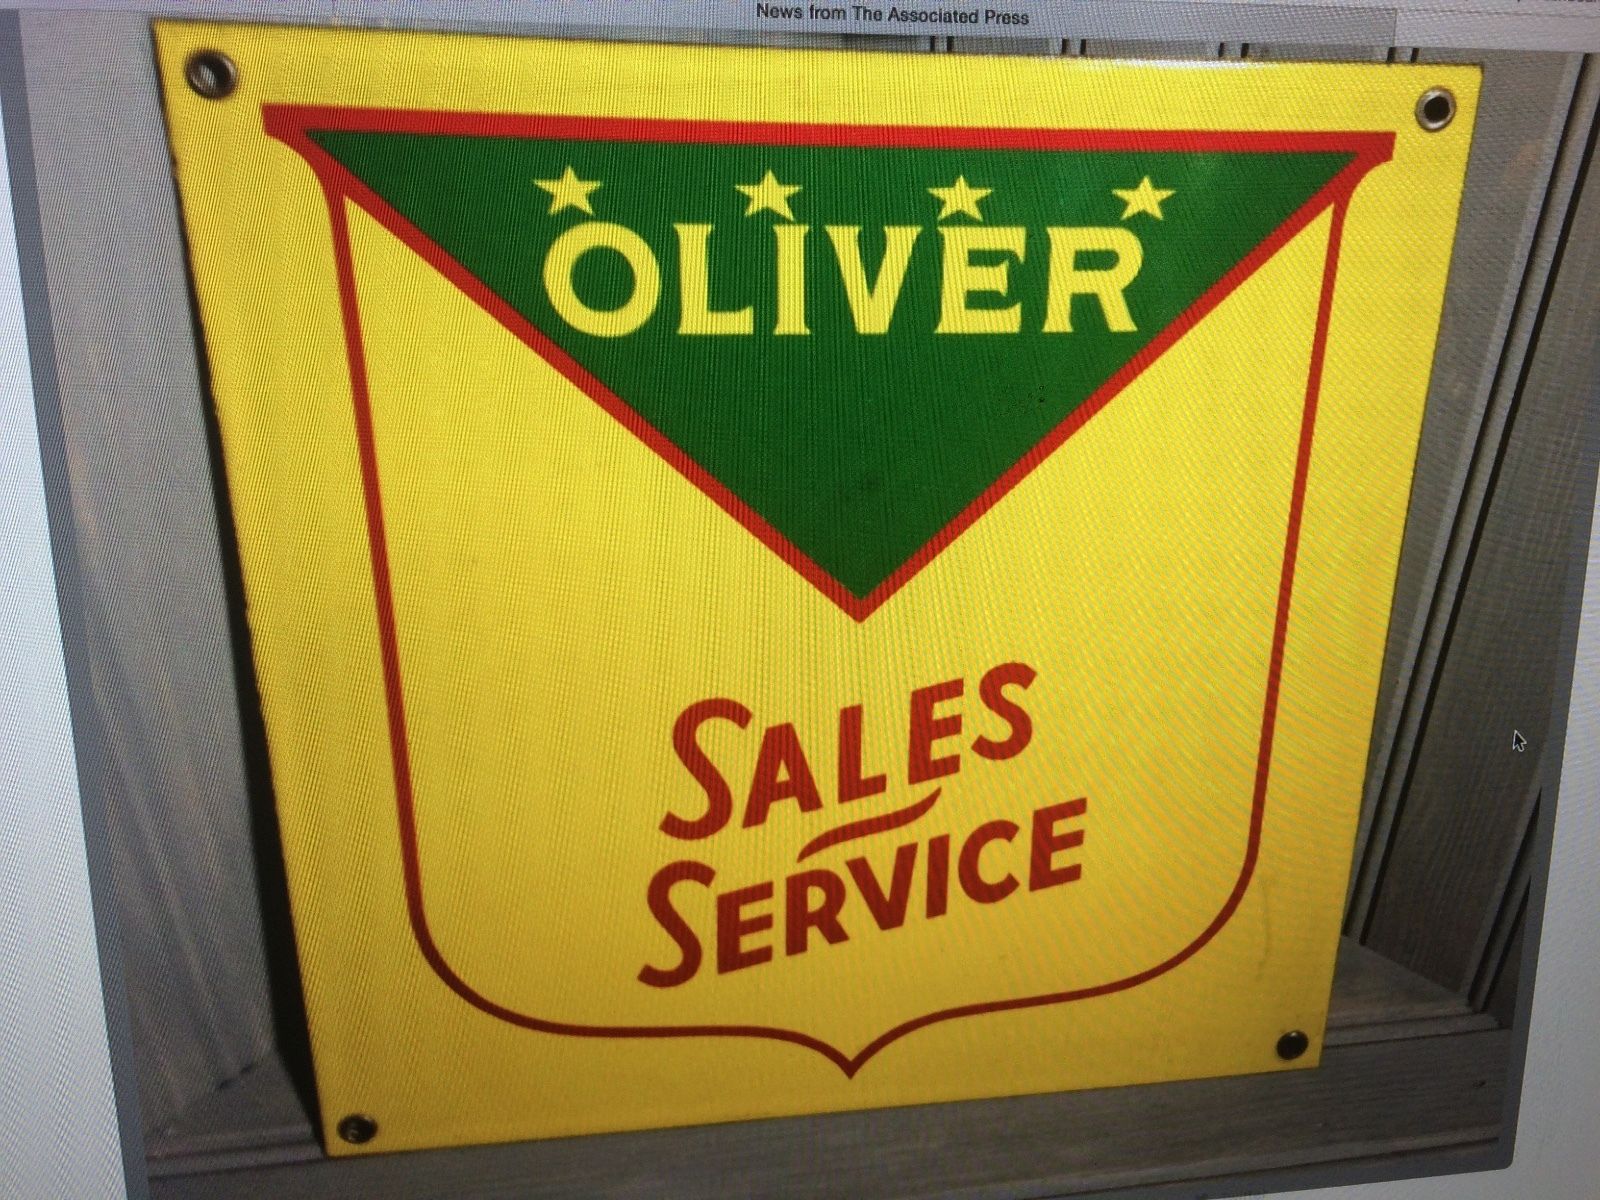 News from The Associated Press
OLIVER
SALES
SERVICE